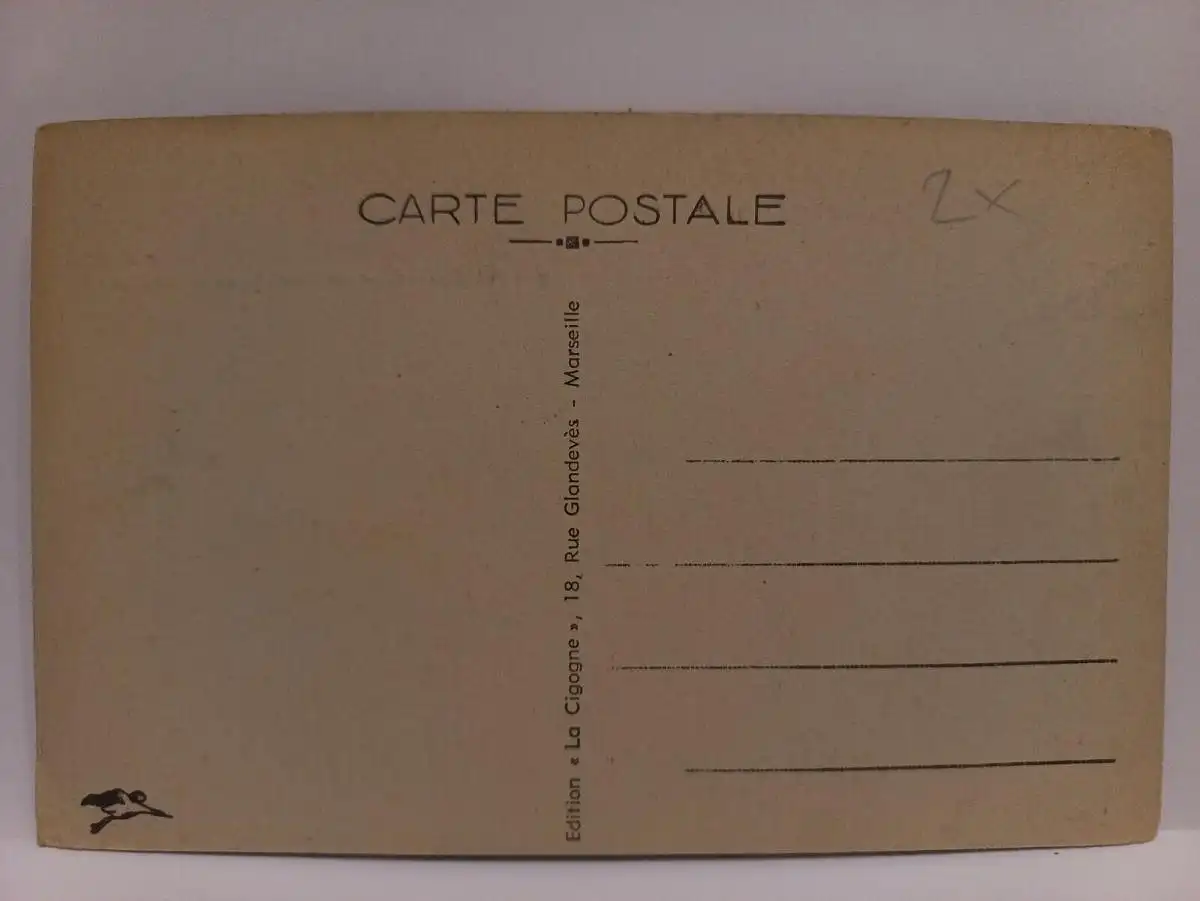 CARTE POSTALE
2x
Edition « La Cigogne », 18, Rue Glandevès - Marseille